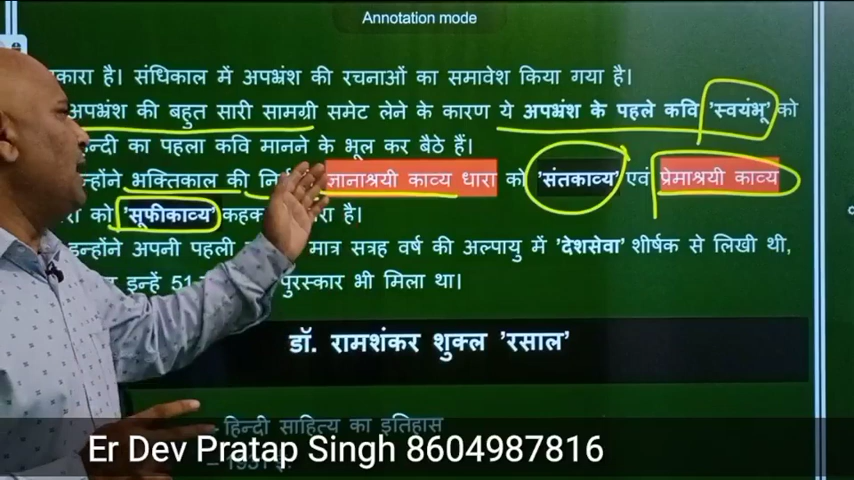 Annotation mode
कारा है। संधिकाल में अपभ्रंश की रचनाओं का समावेश किया गया है।
अपभ्रंश की बहुत सारी सामग्री समेट लेने के कारण ये अपभ्रंश के पहले कवि 'स्वयंभू' को
न्दी का पहला कवि मानने के भूल कर बैठे हैं।
न्होंने भक्तिकाल की ज्ञानाश्रयी काव्य धारा को 'संतकाव्य' एवं प्रेमाश्रयी काव्य
को 'सूफीकाव्य' है।
इन्होंने अपनी पहली मात्र सत्रह वर्ष की अल्पायु में 'देशसेवा' शीर्षक से लिखी थी,
इन्हें 51 पुरस्कार भी मिला था।
डॉ. रामशंकर शुक्ल 'रसाल'
– हिन्दी साहित्य का इतिहास
Er Dev Pratap Singh 8604987816
– 1931 ई.